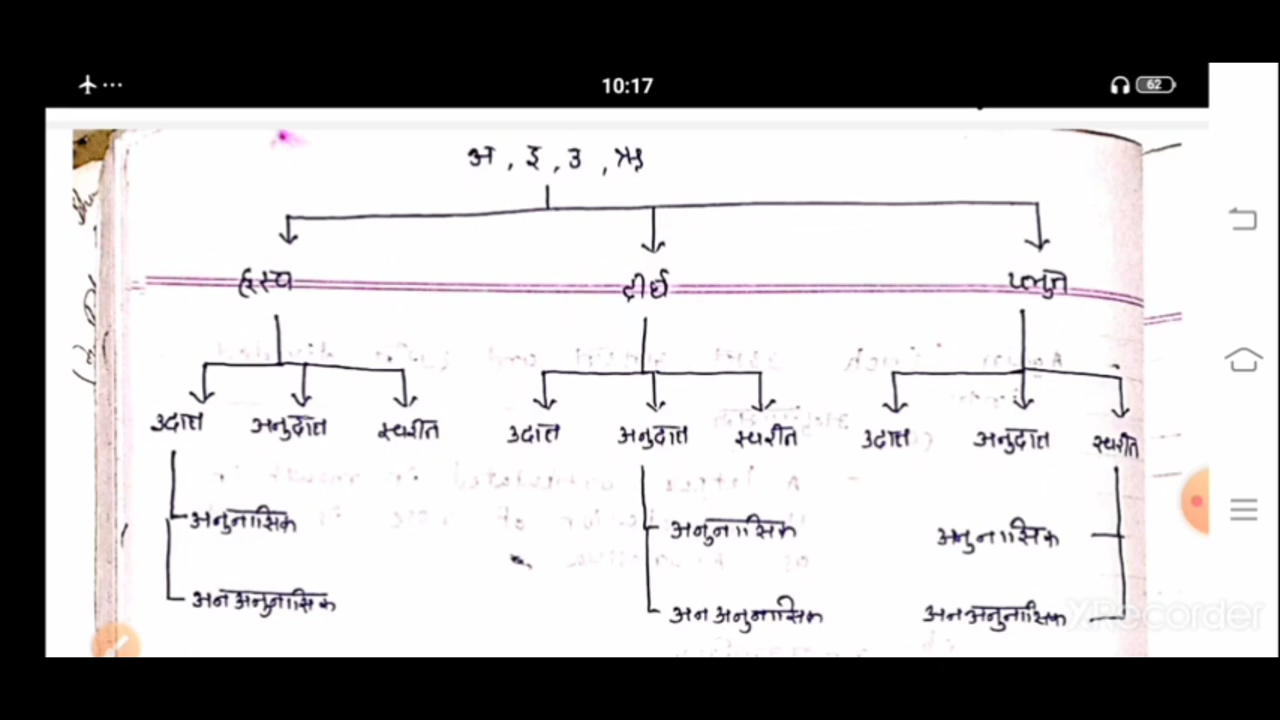 10:17
62
अ, इ, उ, ऋ
ह्रस्व दीर्घ प्लुत
उदात्त अनुदात्त स्वरीत उदात्त अनुदात्त स्वरीत उदात्त अनुदात्त स्वरीत
अनुनासिक अनुनासिक अनुनासिक
अन अनुनासिक अन अनुनासिक अन अनुनासिक
XRecorder